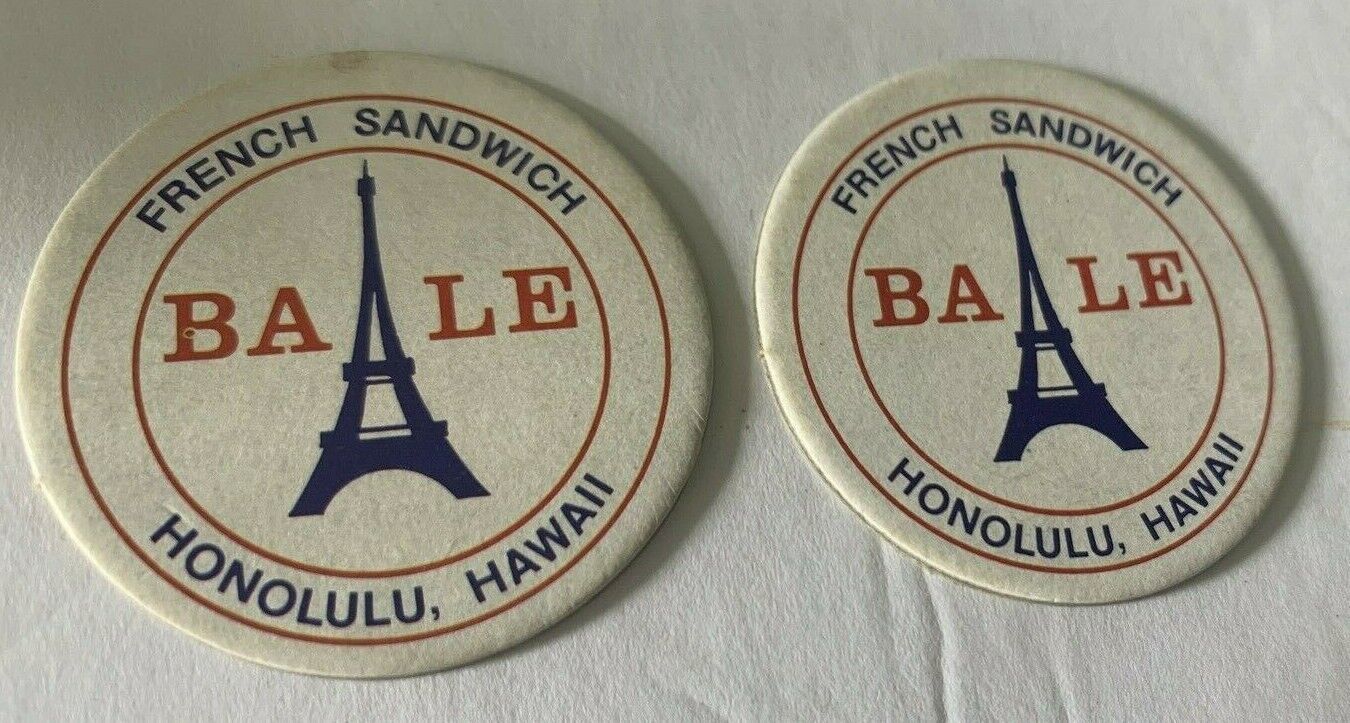 FRENCH SANDWICH
BA LE
HONOLULU, HAWAII
FRENCH SANDWICH
BA LE
HONOLULU, HAWAII